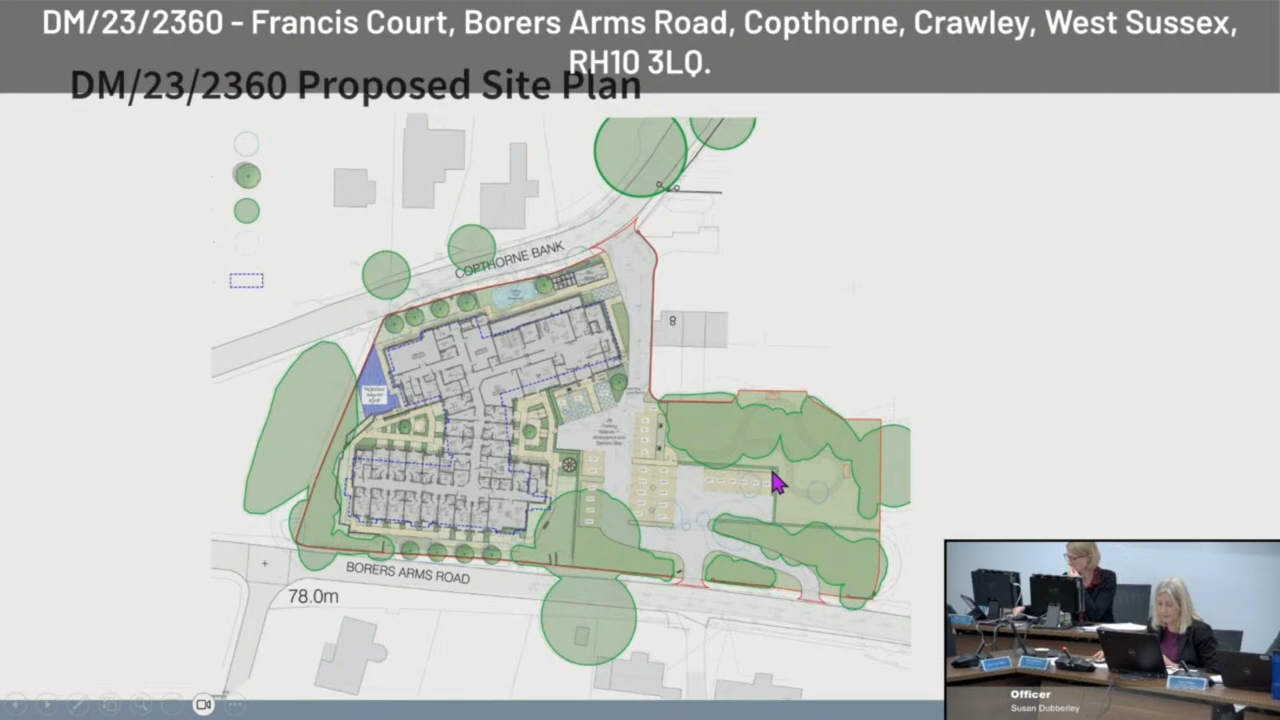 DM/23/2360 - Francis Court, Borers Arms Road, Copthorne, Crawley, West Sussex,
RH10 3LQ.
DM/23/2360 Proposed Site Plan
COPTHORNE BANK
8
BORERS ARMS ROAD
78.0m
Officer
Susan Dubberley